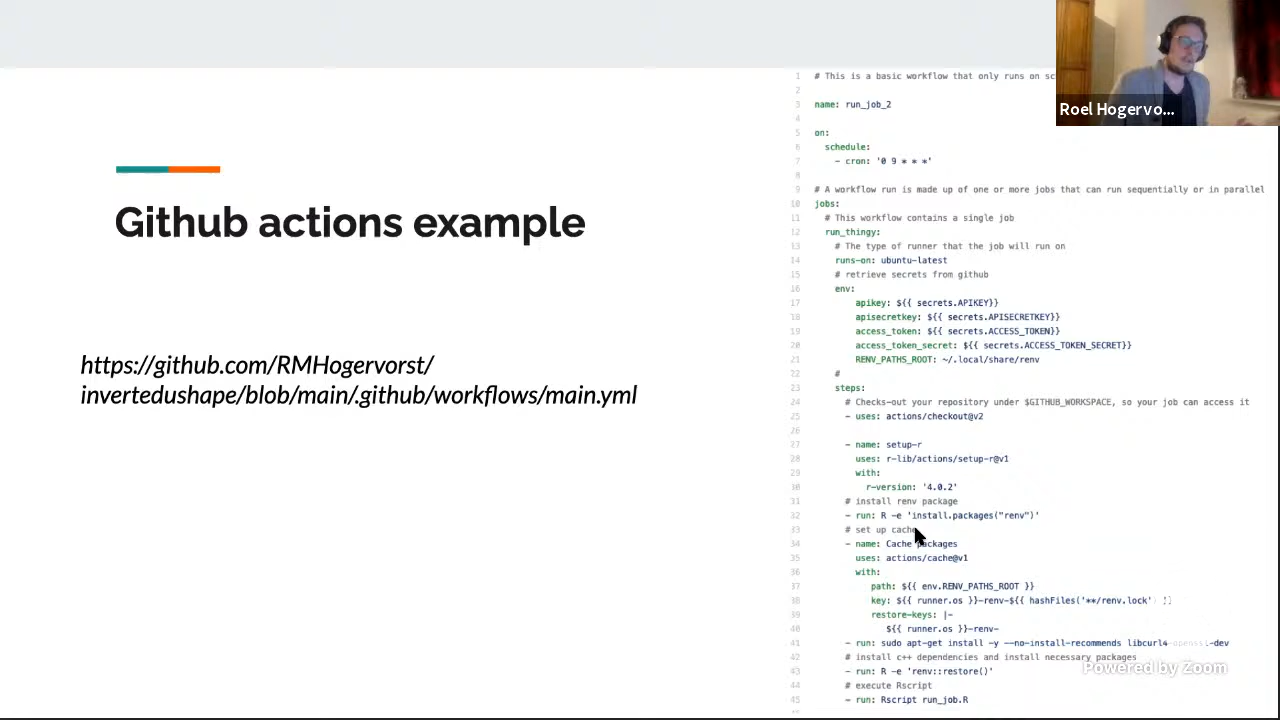 Github actions example
https://github.com/RMHogervorst/
invertedushape/blob/main/.github/workflows/main.yml
1 # This is a basic workflow that only runs on sc
2
3 name: run_job_2
4
5 on:
6 schedule:
7 - cron: '0 9 * * *'
8
9 # A workflow run is made up of one or more jobs that can run sequentially or in parallel
10 jobs:
11 # This workflow contains a single job
12 run_thingy:
13 # The type of runner that the job will run on
14 runs-on: ubuntu-latest
15 # retrieve secrets from github
16 env:
17 apikey: ${{ secrets.APIKEY}}
18 apisecretkey: ${{ secrets.APISECRETKEY}}
19 access_token: ${{ secrets.ACCESS_TOKEN}}
20 access_token_secret: ${{ secrets.ACCESS_TOKEN_SECRET}}
21 RENV_PATHS_ROOT: ~/.local/share/renv
22 #
23 steps:
24 # Checks-out your repository under $GITHUB_WORKSPACE, so your job can access it
25 - uses: actions/checkout@v2
26
27 - name: setup-r
28 uses: r-lib/actions/setup-r@v1
29 with:
30 r-version: '4.0.2'
31 # install renv package
32 - run: R -e 'install.packages("renv")'
33 # set up cache
34 - name: Cache packages
35 uses: actions/cache@v1
36 with:
37 path: ${{ env.RENV_PATHS_ROOT }}
38 key: ${{ runner.os }}-renv-${{ hashFiles('**/renv.lock') }}
39 restore-keys: |-
40 ${{ runner.os }}-renv-
41 - run: sudo apt-get install -y --no-install-recommends libcurl4-openssl-dev
42 # install c++ dependencies and install necessary packages
43 - run: R -e 'renv::restore()'
44 # execute Rscript
45 - run: Rscript run_job.R
Roel Hogervo...
Powered by Zoom